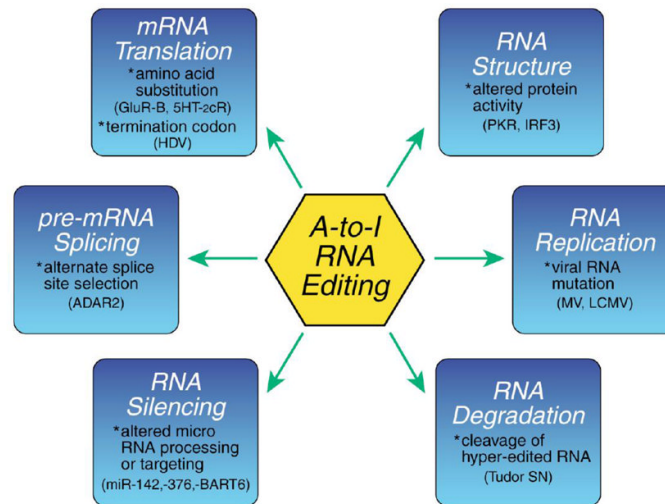 mRNA
Translation
*amino acid
substitution
(GluR-B, 5HT-2cR)
*termination codon
(HDV)
RNA
Structure
*altered protein
activity
(PKR, IRF3)
pre-mRNA
Splicing
*alternate splice
site selection
(ADAR2)
A-to-I
RNA
Editing
RNA
Replication
*viral RNA
mutation
(MV, LCMV)
RNA
Silencing
*altered micro
RNA processing
or targeting
(miR-142,-376,-BART6)
RNA
Degradation
*cleavage of
hyper-edited RNA
(Tudor SN)